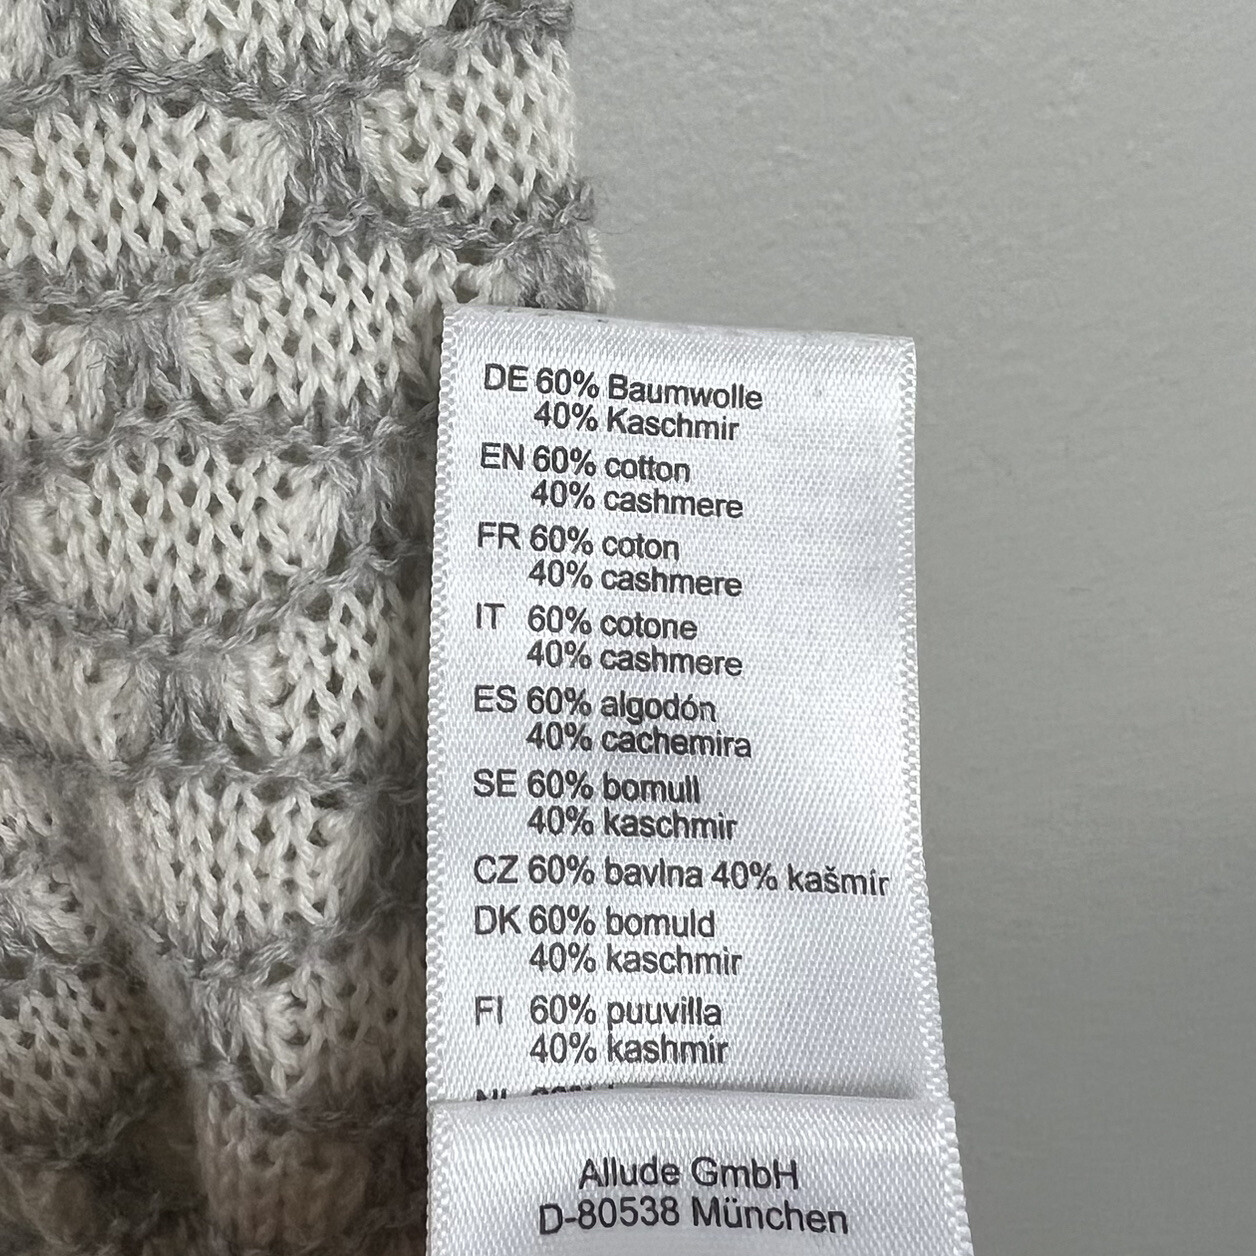 DE 60% Baumwolle
40% Kaschmir
EN 60% cotton
40% cashmere
FR 60% coton
40% cashmere
IT 60% cotone
40% cashmere
ES 60% algodón
40% cachemira
SE 60% bomull
40% kaschmir
CZ 60% bavlna 40% kašmír
DK 60% bomuld
40% kaschmir
FI 60% puuvilla
40% kashmír
Allude GmbH
D-80538 München